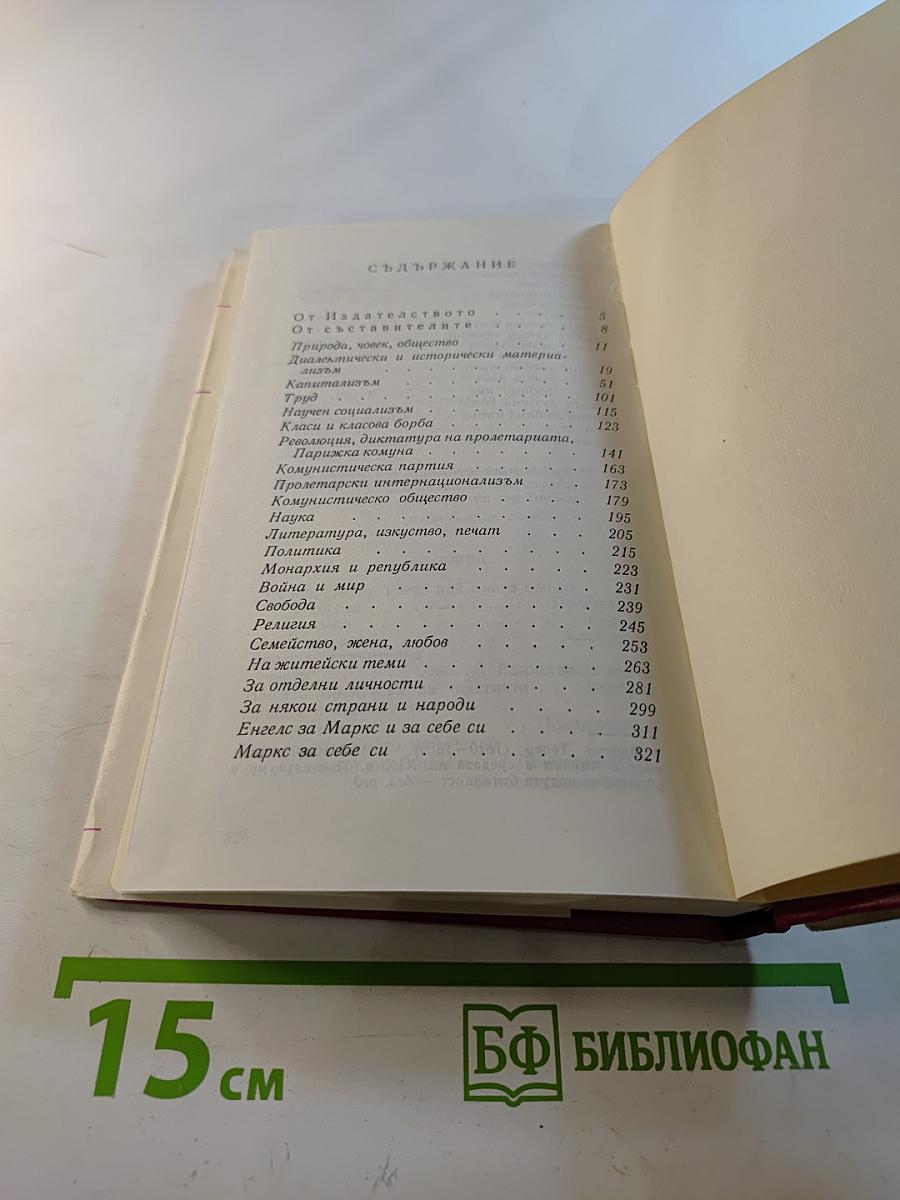 СЪДЪРЖАНИЕ
От Издателството . . . . 5
От съставителите . . . . 8
Природа, човек, общество . . . . . 11
Диалектически и исторически материа-
лизъм . . . . . . . . 19
Капитализъм . . . . . . . 51
Труд . . . . . . . . . 101
Научен социализъм . . . . . . 115
Класи и класова борба . . . . . 123
Революция, диктатура на пролетариата,
Парижка комуна . . . . . . 141
Комунистическа партия . . . . . 163
Пролетарски интернационализъм . . 173
Комунистическо общество . . . . 179
Наука . . . . . . . . . 195
Литература, изкуство, печат . . . 205
Политика . . . . . . . . 215
Монархия и република . . . . . 223
Война и мир . . . . . . . 231
Свобода . . . . . . . . . 239
Религия . . . . . . . . . 245
Семейство, жена, любов . . . . . 253
На житейски теми . . . . . . 263
За отделни личности . . . . . . 281
За някои страни и народи . . . . 299
Енгелс за Маркс и за себе си . . . . 311
Маркс за себе си . . . . . . . 321
15 см
БФ БИБЛИОФАН